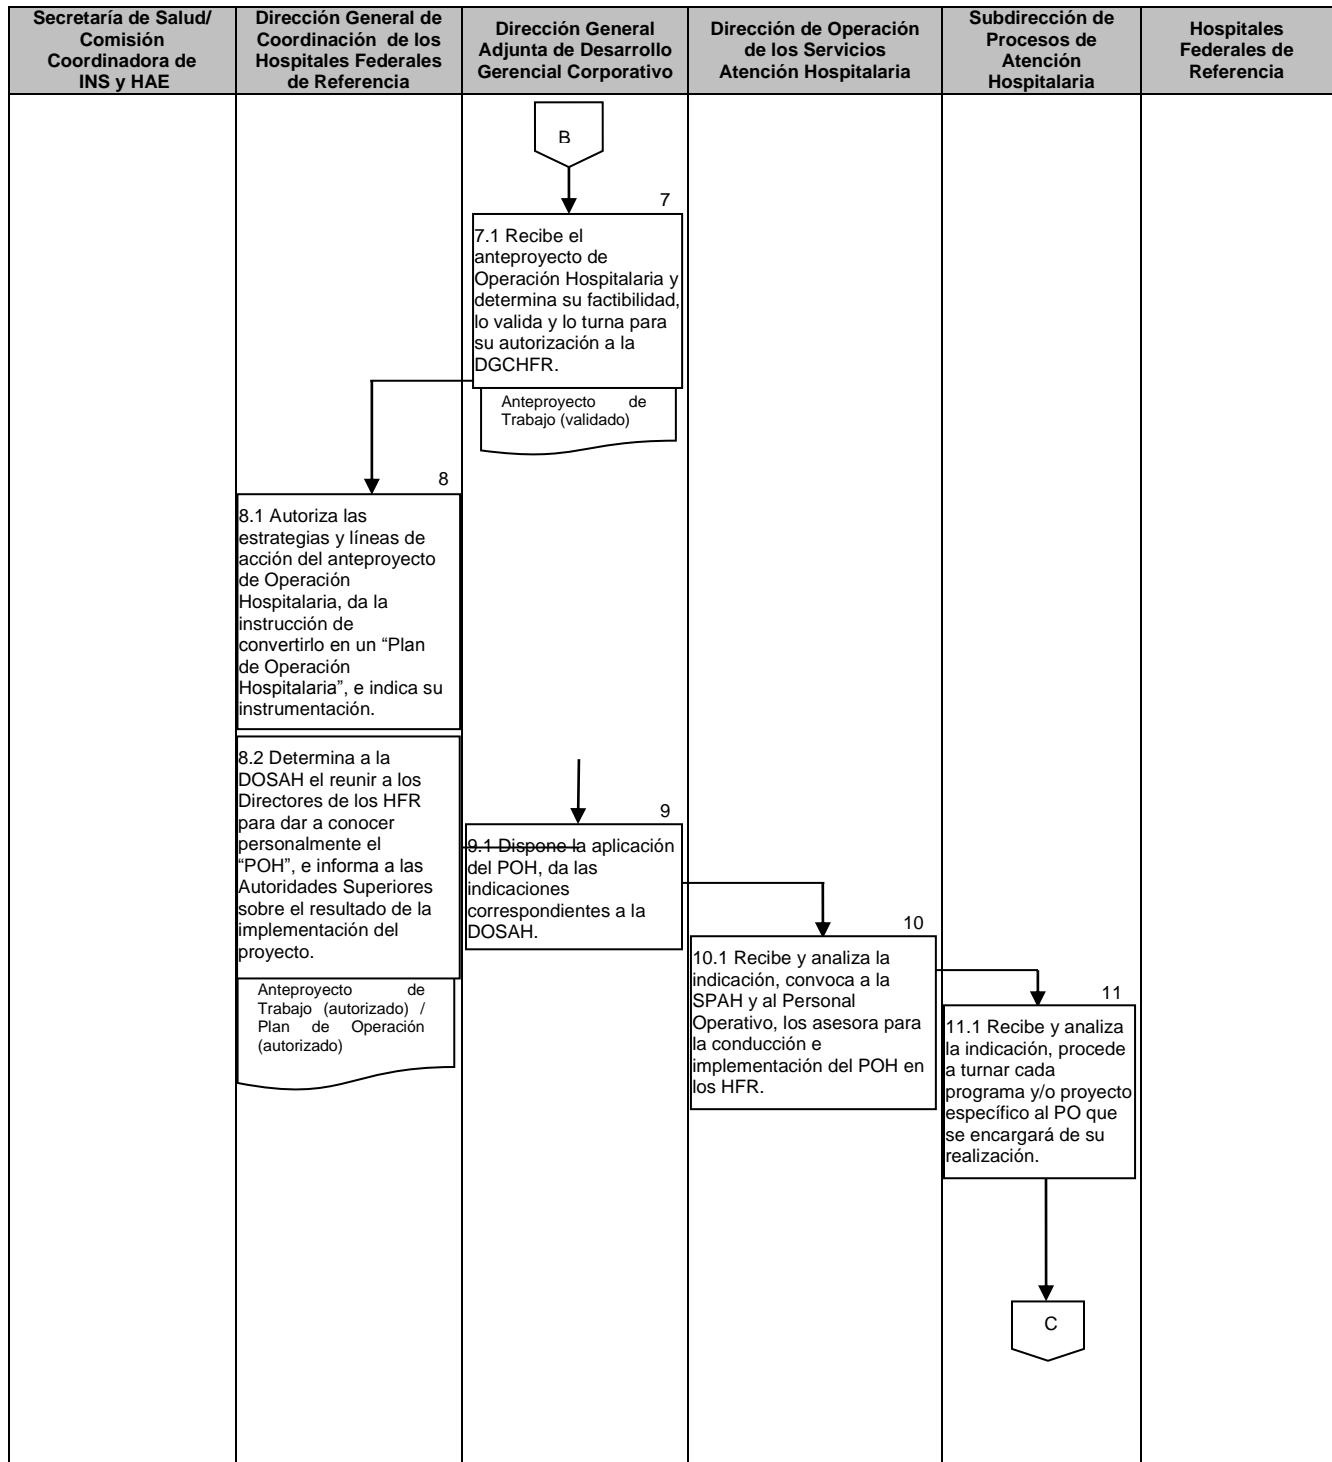 Secretaría de Salud/
Comisión
Coordinadora de
INS y HAE
Dirección General de
Coordinación de los
Hospitales Federales
de Referencia
Dirección General
Adjunta de Desarrollo
Gerencial Corporativo
Dirección de Operación
de los Servicios
Atención Hospitalaria
Subdirección de
Procesos de
Atención
Hospitalaria
Hospitales
Federales de
Referencia
B
7
7.1 Recibe el
anteproyecto de
Operación Hospitalaria y
determina su factibilidad,
lo valida y lo turna para
su autorización a la
DGCHFR.
Anteproyecto de
Trabajo (validado)
8
8.1 Autoriza las
estrategias y líneas de
acción del anteproyecto
de Operación
Hospitalaria, da la
instrucción de
convertirlo en un “Plan
de Operación
Hospitalaria”, e indica su
instrumentación.
8.2 Determina a la
DOSAH el reunir a los
Directores de los HFR
para dar a conocer
personalmente el
“POH”, e informa a las
Autoridades Superiores
sobre el resultado de la
implementación del
proyecto.
Anteproyecto de
Trabajo (autorizado) /
Plan de Operación
(autorizado)
9
9.1 Dispone la aplicación
del POH, da las
indicaciones
correspondientes a la
DOSAH.
10
10.1 Recibe y analiza la
indicación, convoca a la
SPAH y al Personal
Operativo, los asesora para
la conducción e
implementación del POH en
los HFR.
11
11.1 Recibe y analiza
la indicación, procede
a turnar cada
programa y/o proyecto
específico al PO que
se encargará de su
realización.
C